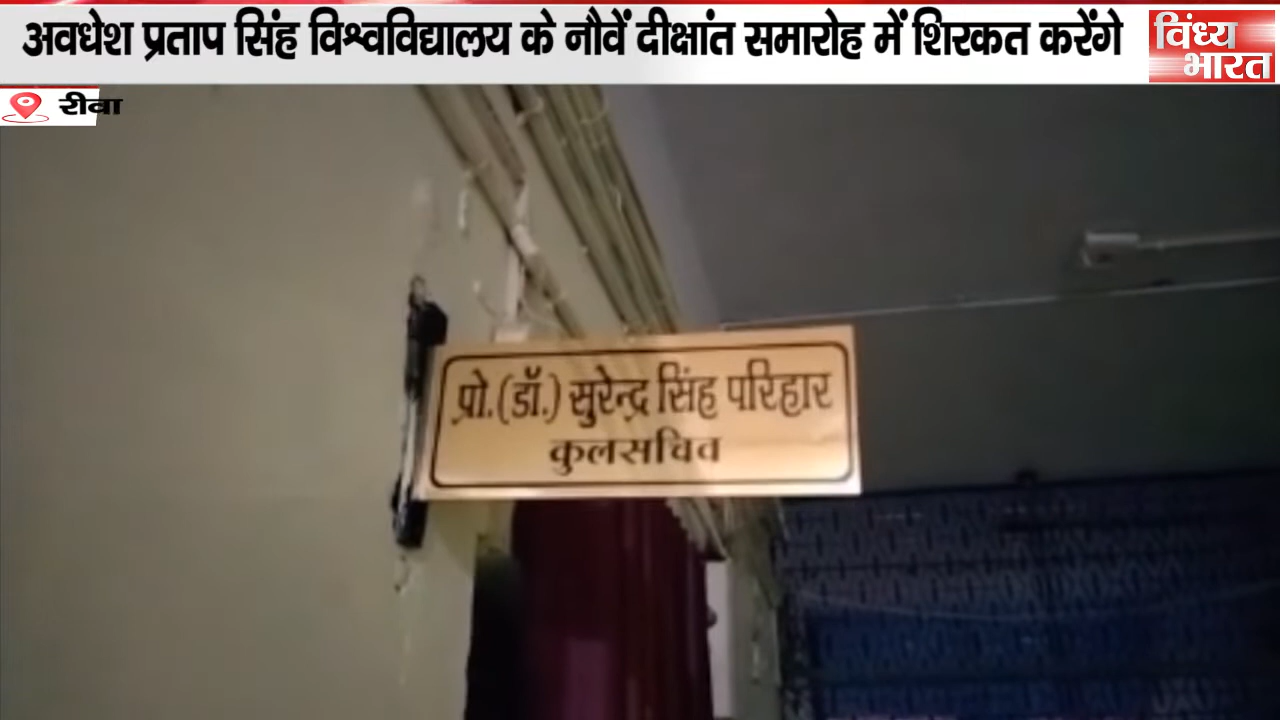 अवधेश प्रताप सिंह विश्वविद्यालय के नौवें दीक्षांत समारोह में शिरकत करेंगे
विंध्य
भारत
रीवा
प्रो.(डॉ.) सुरेन्द्र सिंह परिहार
कुलसचिव